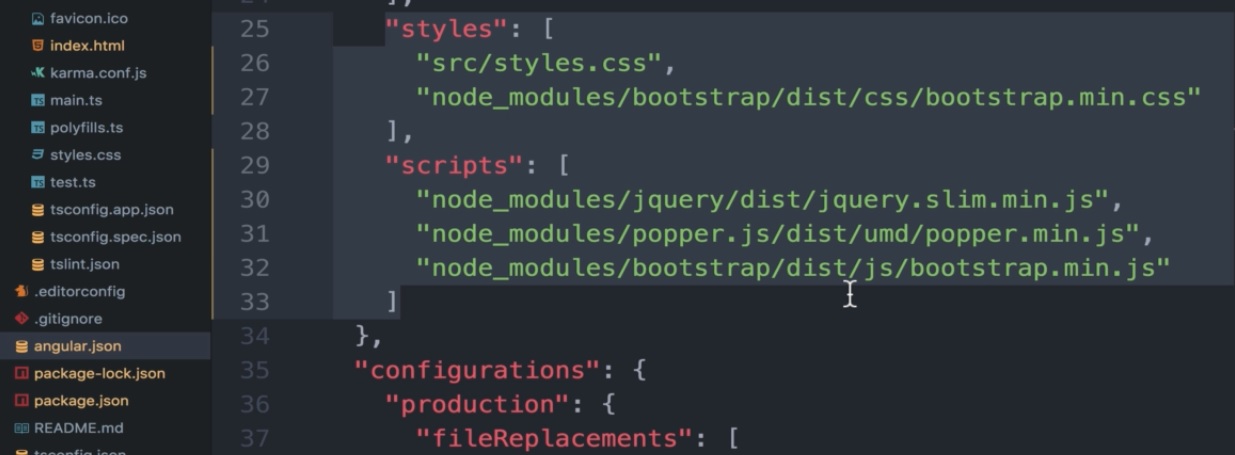 favicon.ico
index.html
karma.conf.js
main.ts
polyfills.ts
styles.css
test.ts
tsconfig.app.json
tsconfig.spec.json
tslint.json
.editorconfig
.gitignore
angular.json
package-lock.json
package.json
README.md
tsconfig.json
24 ],
25 "styles": [
26 "src/styles.css",
27 "node_modules/bootstrap/dist/css/bootstrap.min.css"
28 ],
29 "scripts": [
30 "node_modules/jquery/dist/jquery.slim.min.js",
31 "node_modules/popper.js/dist/umd/popper.min.js",
32 "node_modules/bootstrap/dist/js/bootstrap.min.js"
33 ]
34 },
35 "configurations": {
36 "production": {
37 "fileReplacements": [